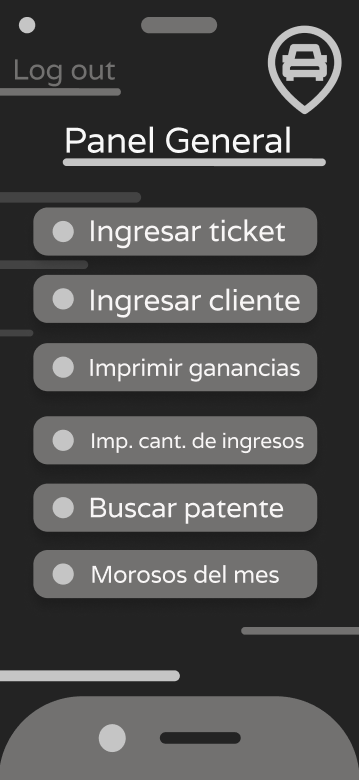 Log out
Panel General
Ingresar ticket
Ingresar cliente
Imprimir ganancias
Imp. cant. de ingresos
Buscar patente
Morosos del mes